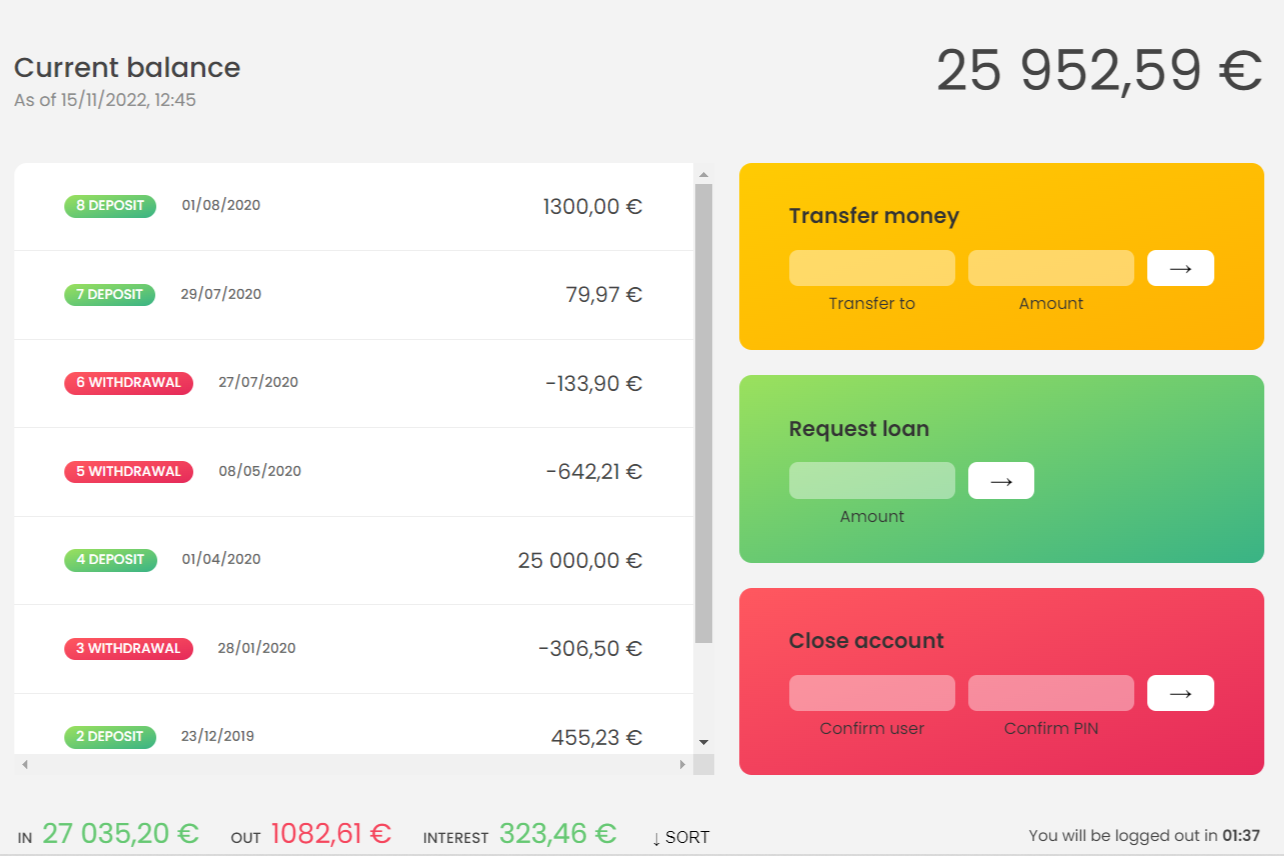 Current balance
As of 15/11/2022, 12:45
25 952,59 €
8 DEPOSIT 01/08/2020 1300,00 €
7 DEPOSIT 29/07/2020 79,97 €
6 WITHDRAWAL 27/07/2020 -133,90 €
5 WITHDRAWAL 08/05/2020 -642,21 €
4 DEPOSIT 01/04/2020 25 000,00 €
3 WITHDRAWAL 28/01/2020 -306,50 €
2 DEPOSIT 23/12/2019 455,23 €
Transfer money
→
Transfer to Amount
Request loan
→
Amount
Close account
→
Confirm user Confirm PIN
IN 27 035,20 € OUT 1082,61 € INTEREST 323,46 € ↓ SORT
You will be logged out in 01:37